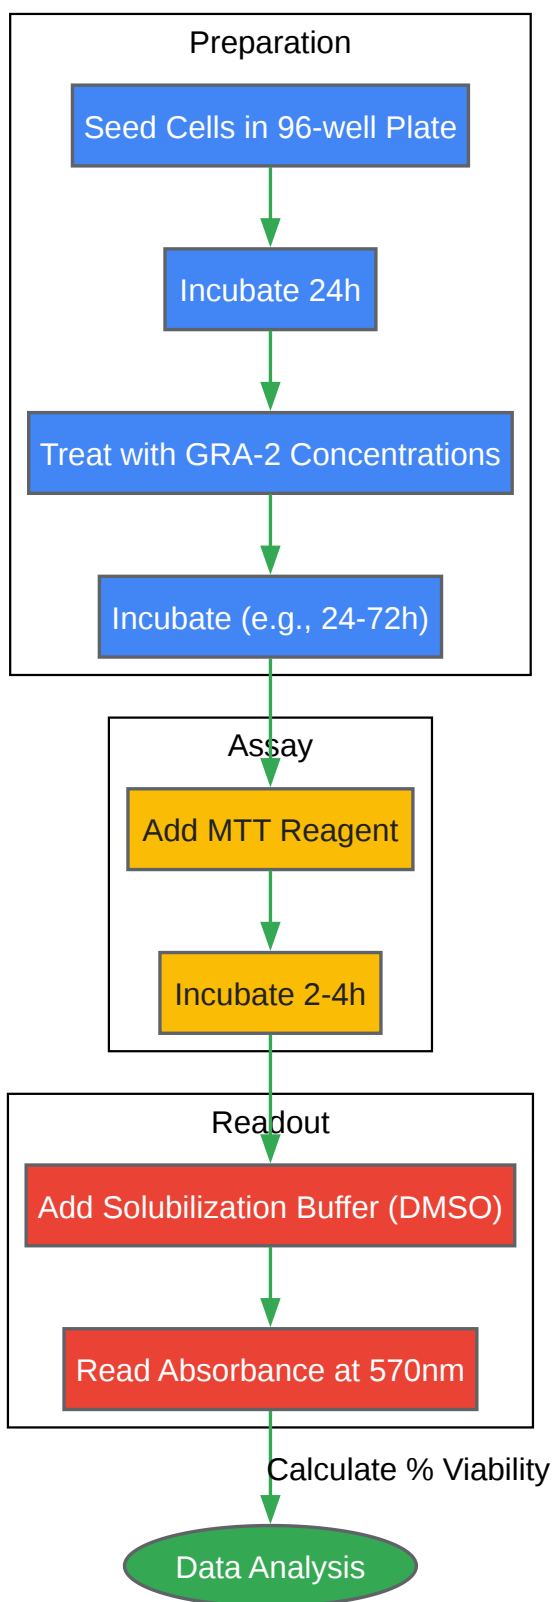 Preparation
Seed Cells in 96-well Plate
Incubate 24h
Treat with GRA-2 Concentrations
Incubate (e.g., 24-72h)
Assay
Add MTT Reagent
Incubate 2-4h
Readout
Add Solubilization Buffer (DMSO)
Read Absorbance at 570nm
Calculate % Viability
Data Analysis